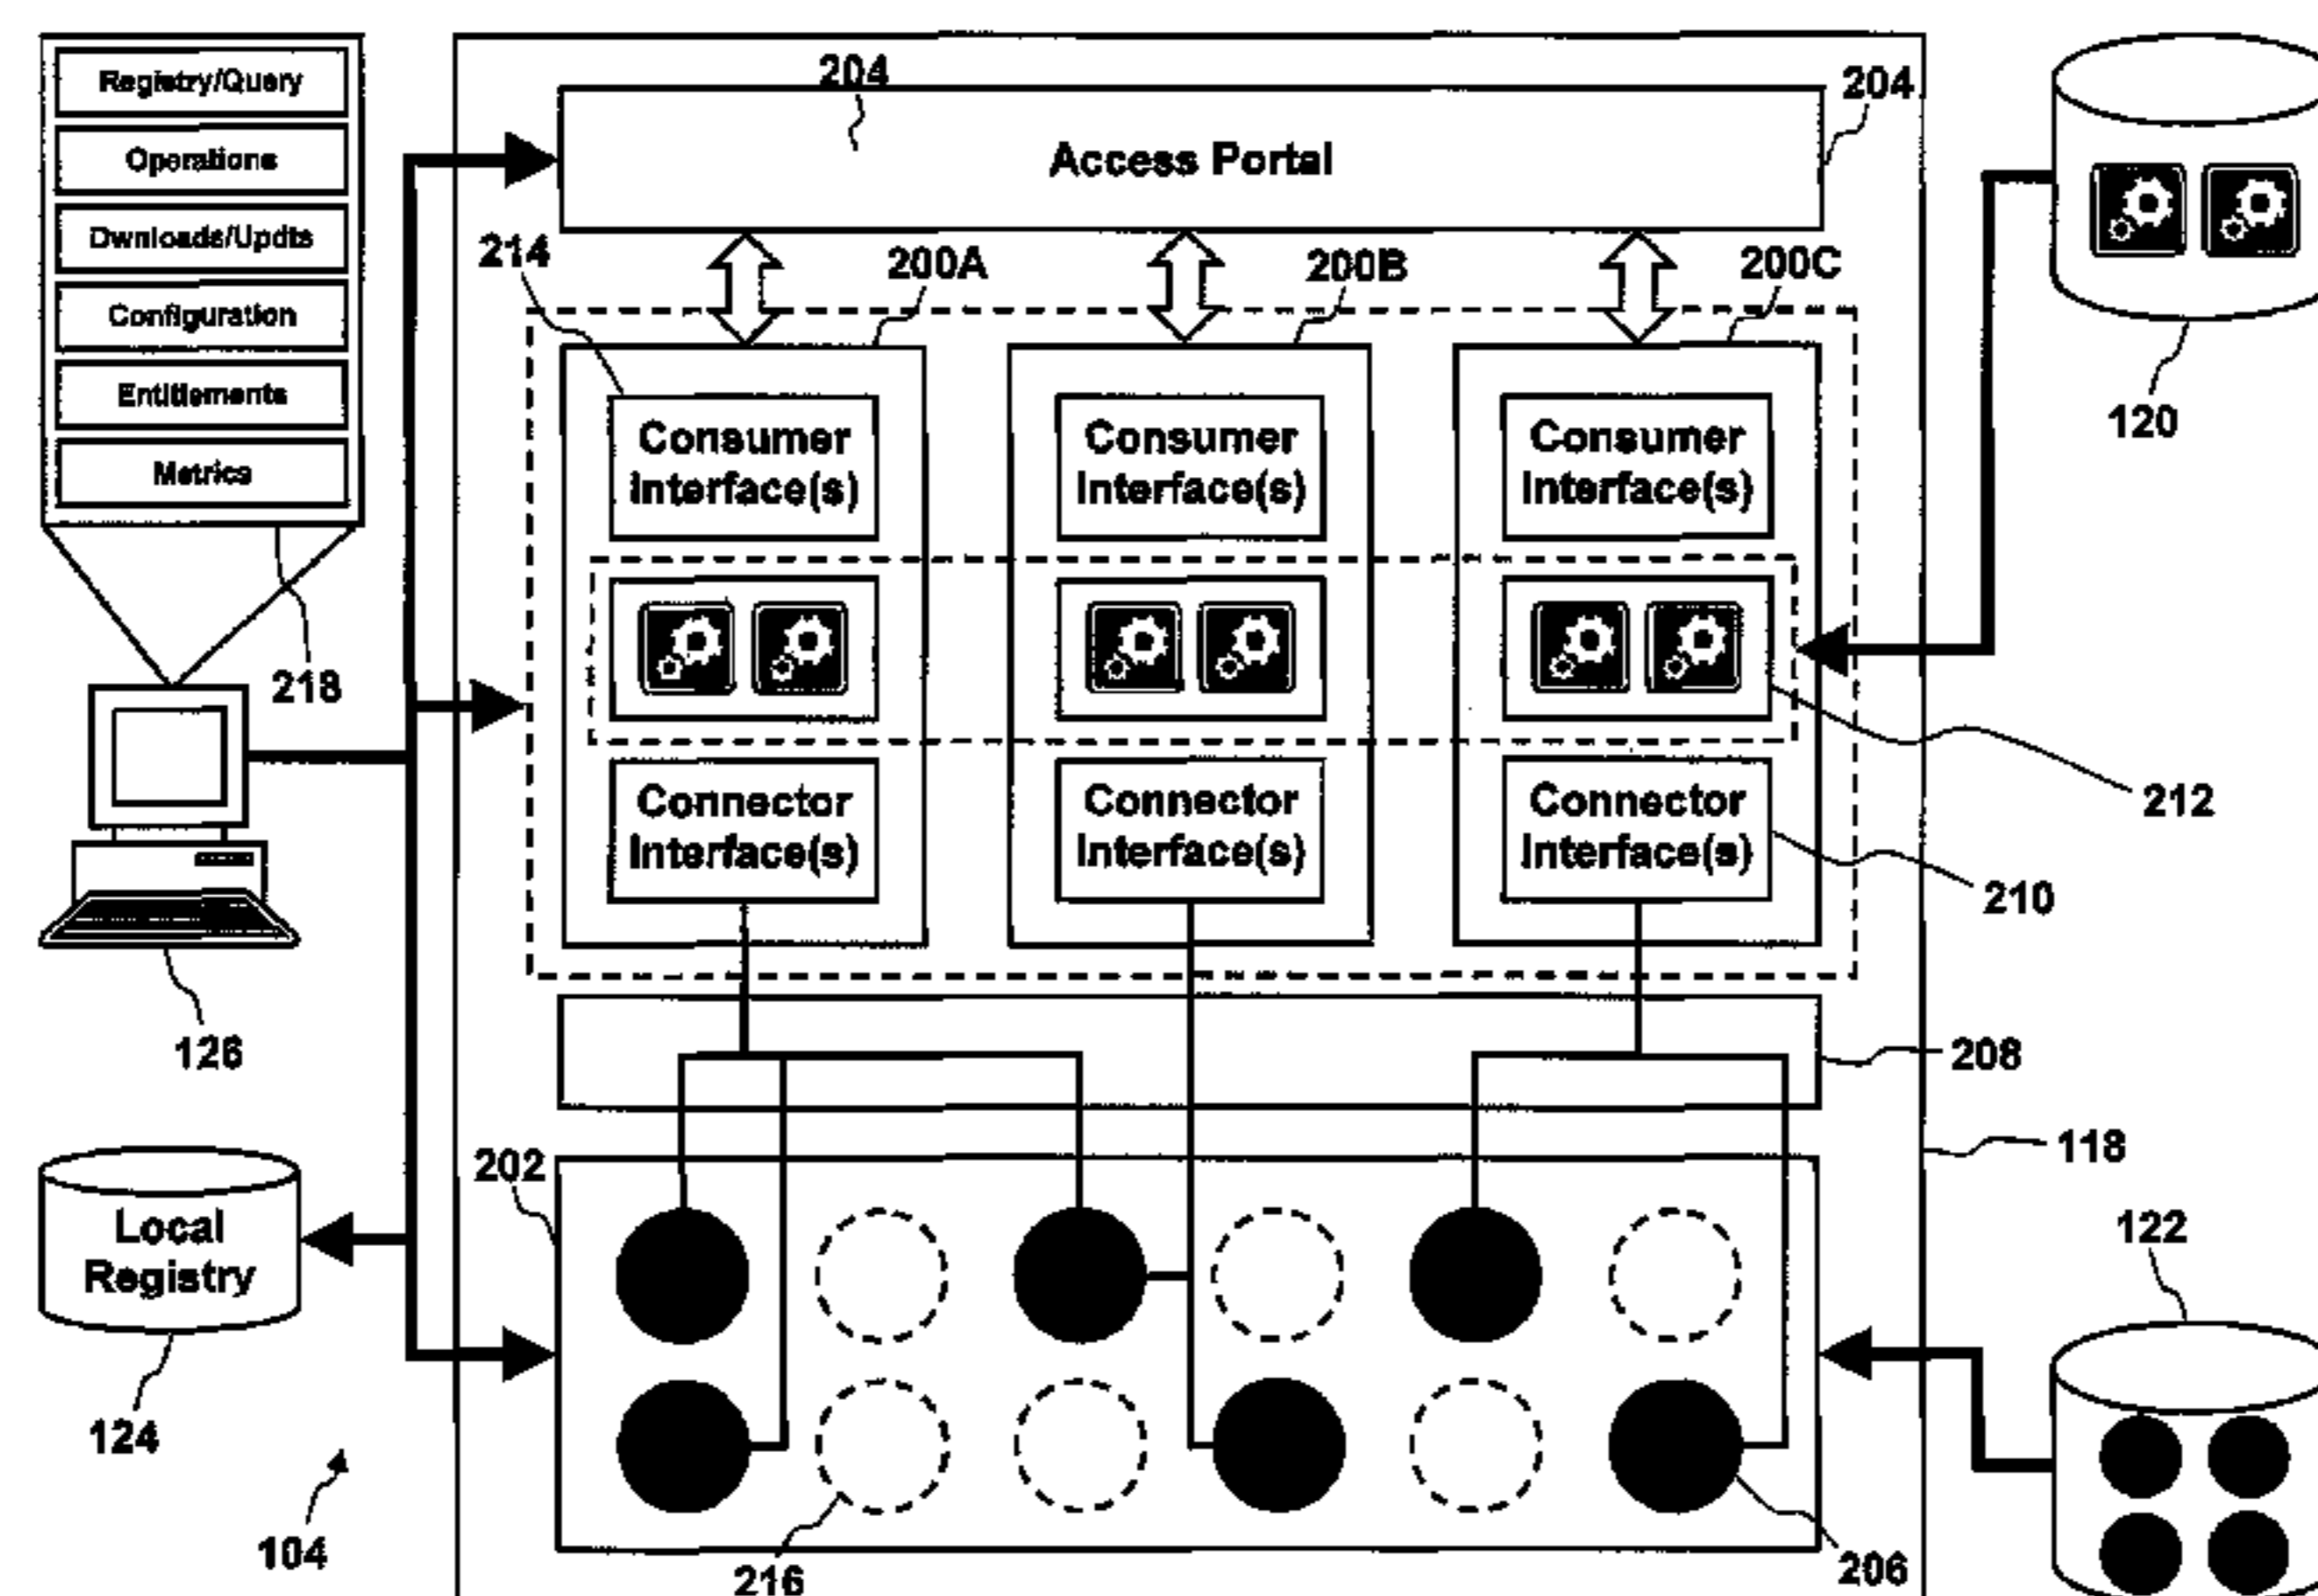 Registry/Query
Operations
Dwnloads/Updts
Configuration
Entitlements
Metrics
218
126
Local
Registry
124
104
204
204
Access Portal
214
200A
200B
200C
Consumer
Interface(s)
Consumer
Interface(s)
Consumer
Interface(s)
Connector
Interface(s)
Connector
Interface(s)
Connector
Interface(s)
120
212
210
208
118
202
122
216
206